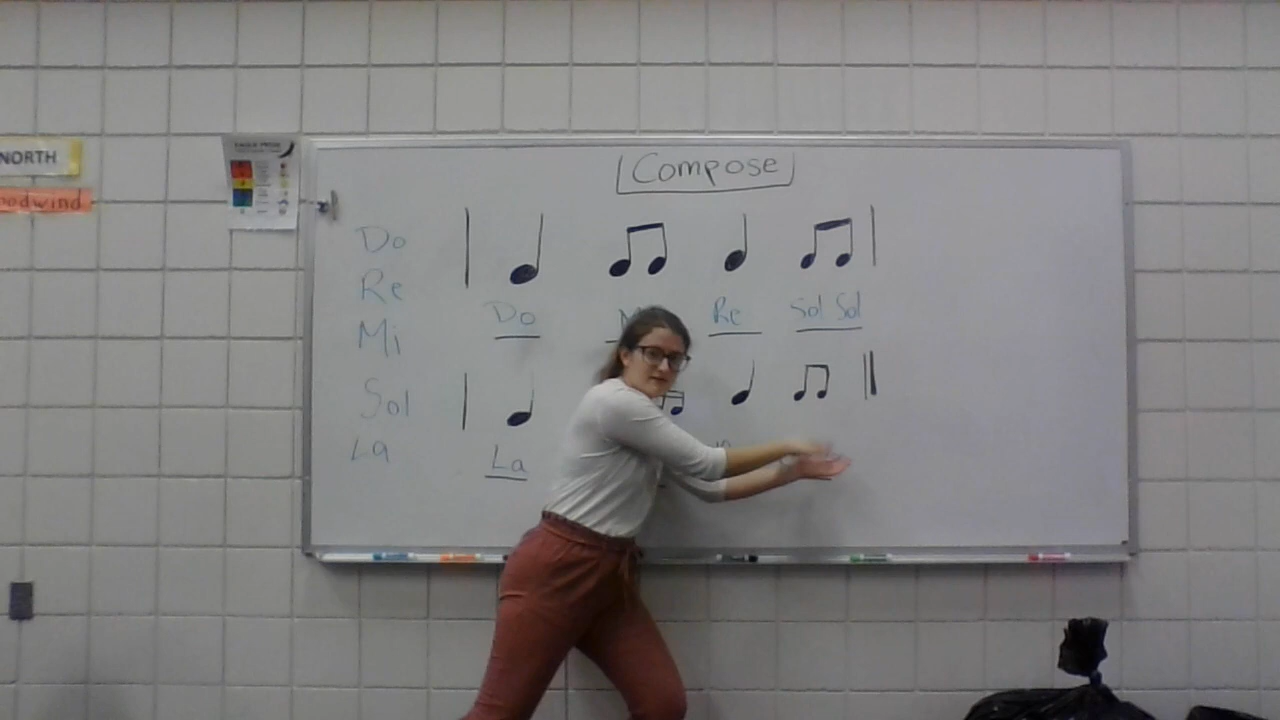 Compose
NORTH
oodwind
Do
Re
Mi
Sol
La
Do Re Sol Sol
La